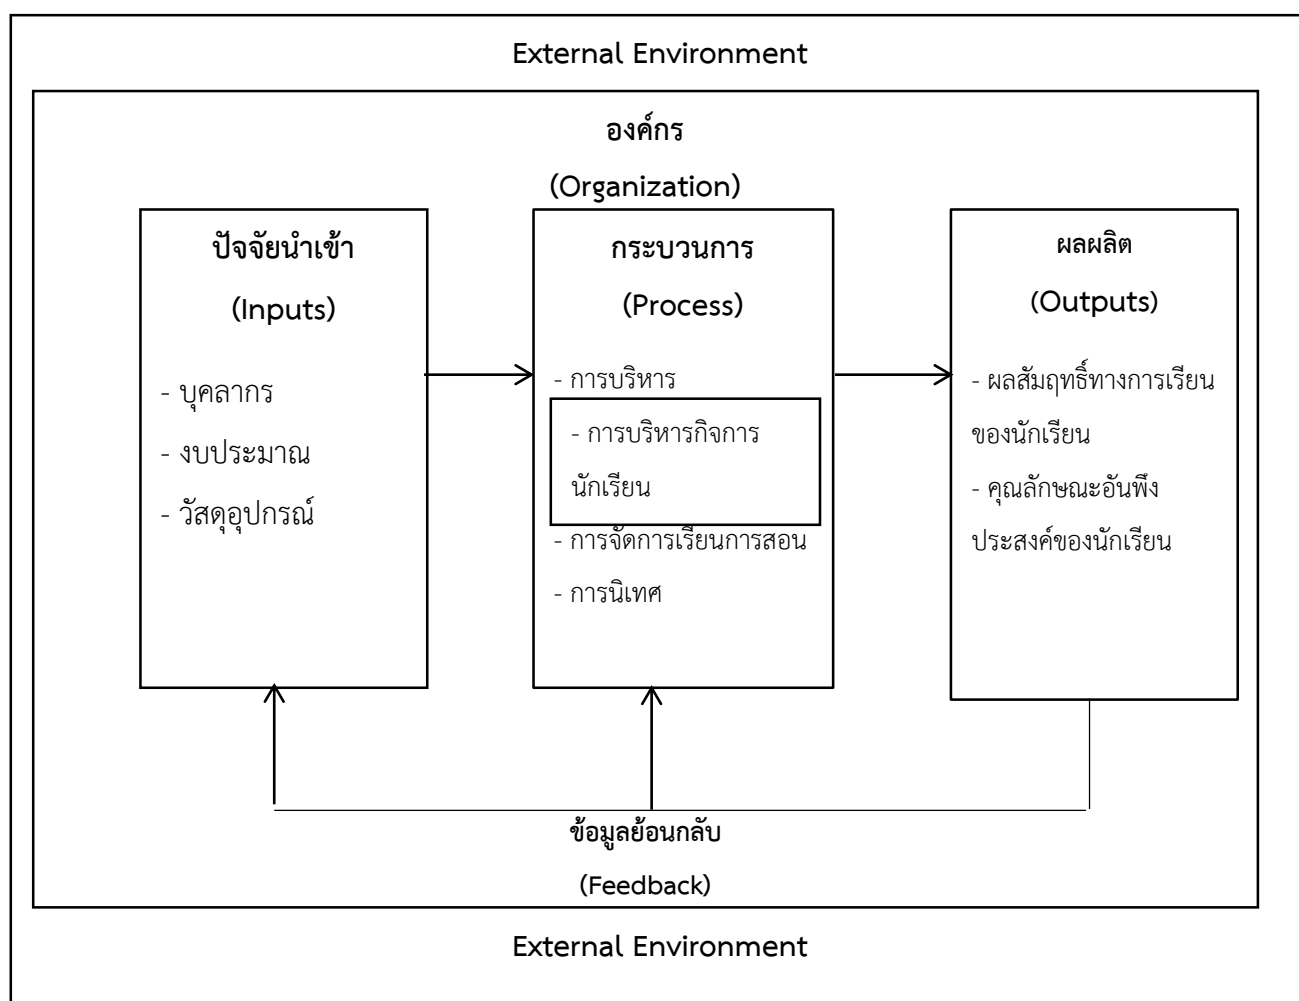 External Environment
องค์กร
(Organization)
ปัจจัยนำเข้า
(Inputs)
- บุคลากร
- งบประมาณ
- วัสดุอุปกรณ์
กระบวนการ
(Process)
- การบริหาร
- การบริหารกิจการ
นักเรียน
- การจัดการเรียนการสอน
- การนิเทศ
ผลผลิต
(Outputs)
- ผลสัมฤทธิ์ทางการเรียน
ของนักเรียน
- คุณลักษณะอันพึง
ประสงค์ของนักเรียน
ข้อมูลย้อนกลับ
(Feedback)
External Environment